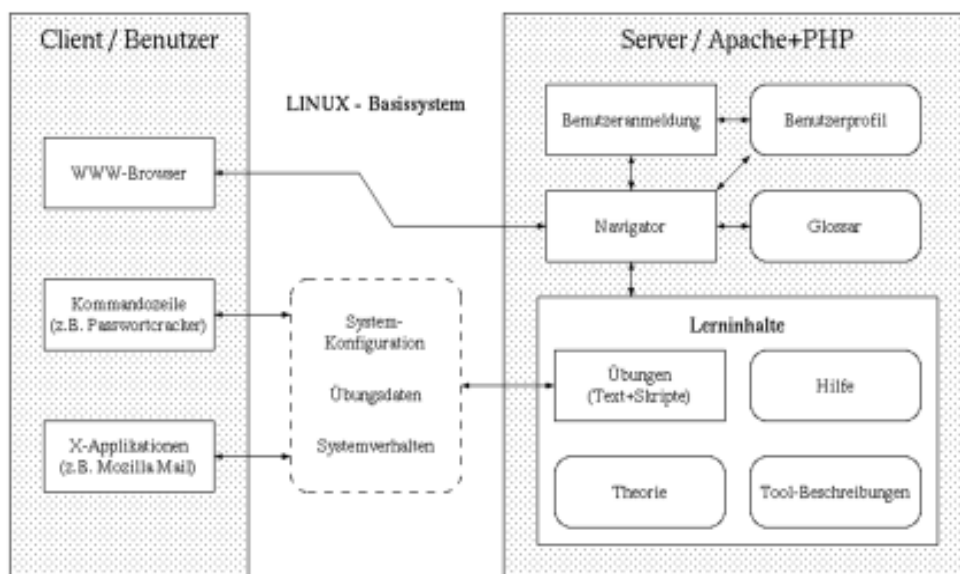 Client / Benutzer
Server / Apache+PHP
LINUX - Basissystem
WWW-Browser
Kommandozeile
(z.B. Passwortcracker)
X-Applikationen
(z.B. Mozilla Mail)
System-
Konfiguration
Übungsdaten
Systemverhalten
Benutzeranmeldung
Benutzerprofil
Navigator
Glossar
Lerninhalte
Übungen
(Text+Skripte)
Hilfe
Theorie
Tool-Beschreibungen